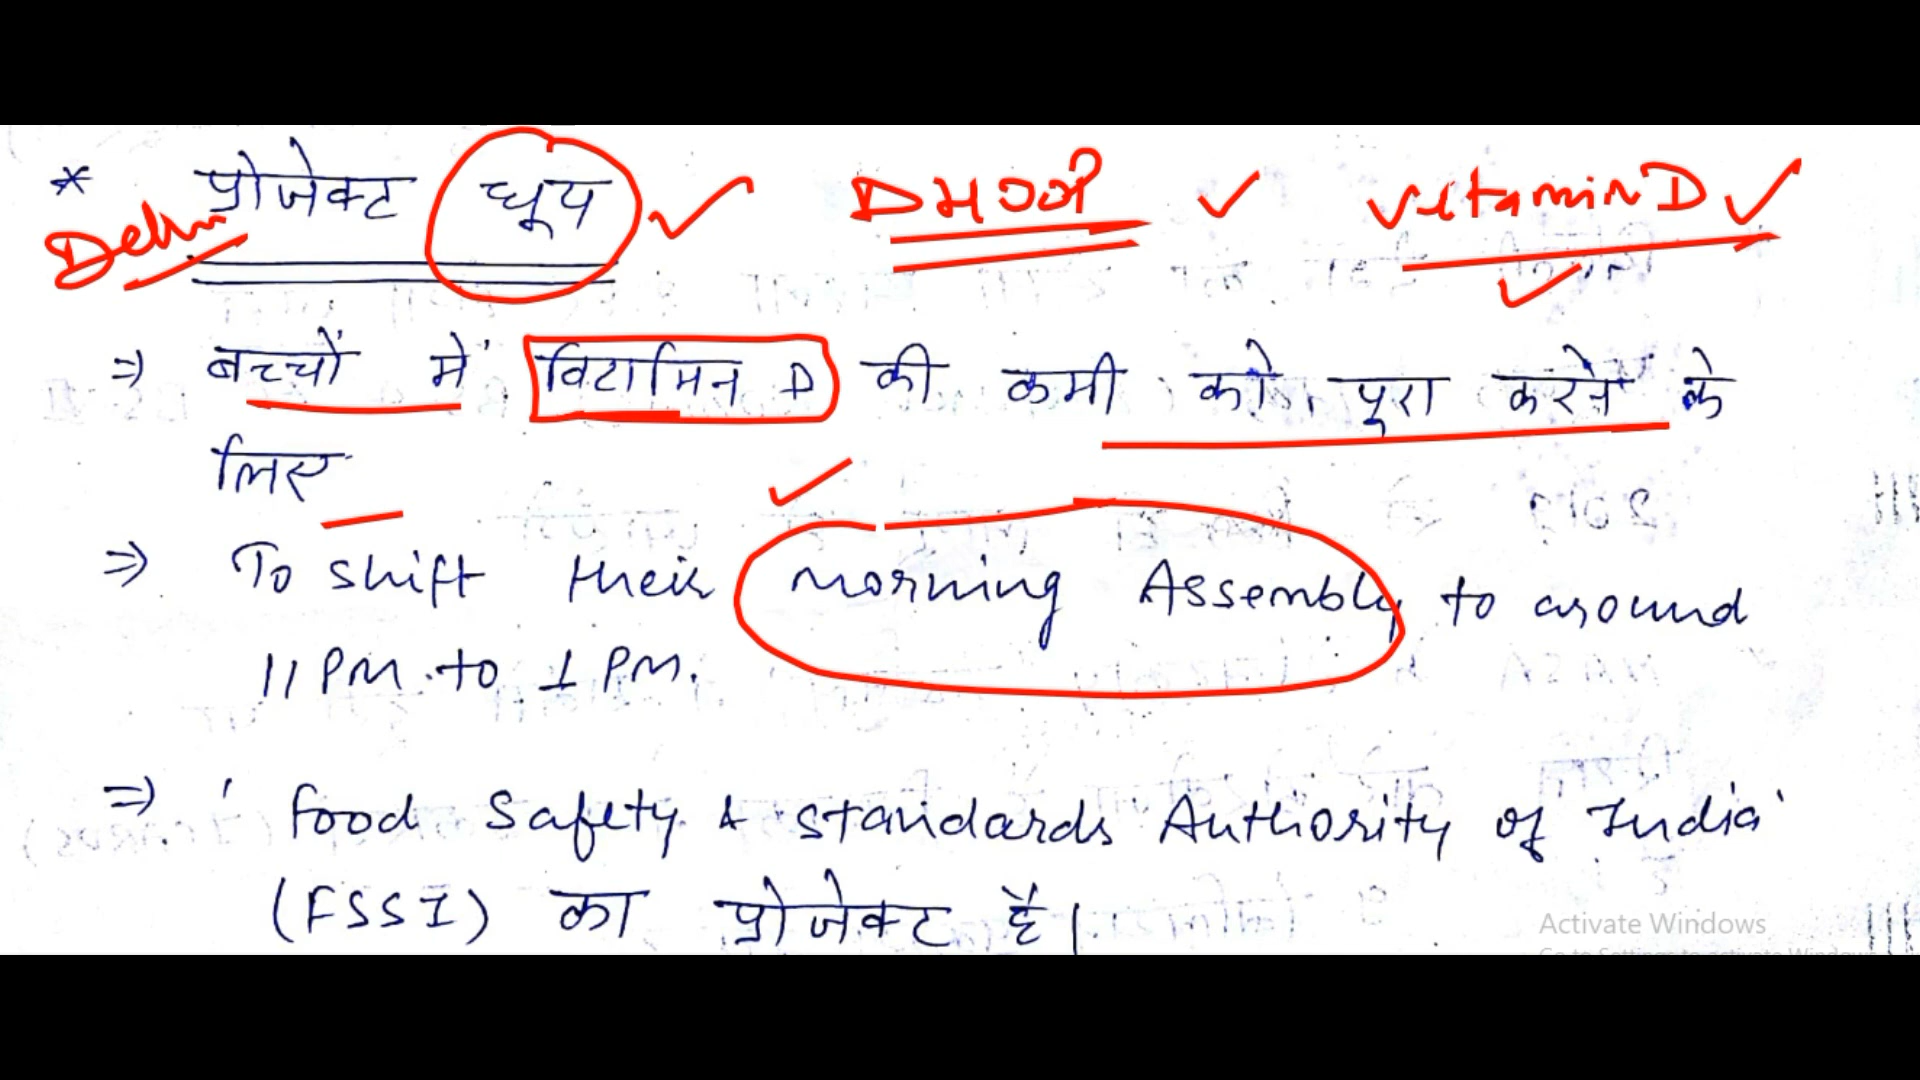 * प्रोजेक्ट धूप ✓ DHOOP ✓ vitamin D ✓
Delhi
⇒ बच्चों में विटामिन D की कमी को पूरा करने के
लिए
⇒ To shift their morning Assembly to around
11 PM. to 1 PM.
⇒ 'Food Safety & Standards Authority of India'
(FSSI) का प्रोजेक्ट है।
Activate Windows